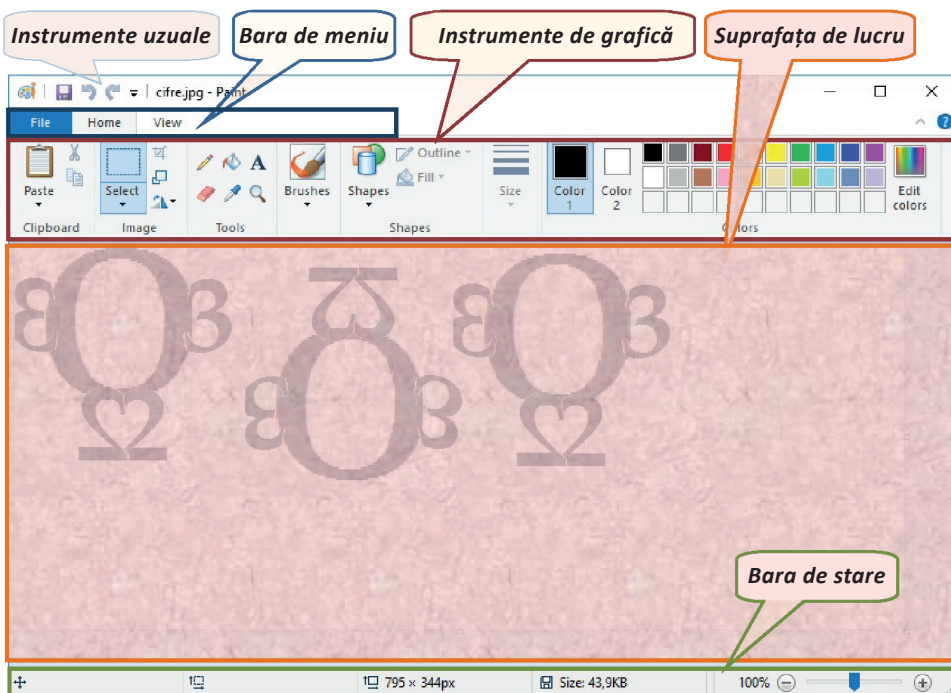 Instrumente uzuale Bara de meniu Instrumente de grafică Suprafața de lucru
cifre.jpg - Paint
File Home View
Outline
Fill
Paste Select Brushes Shapes Size Color 1 Color 2 Edit colors
Clipboard Image Tools Shapes Colors
Bara de stare
795 × 344px Size: 43,9KB 100%